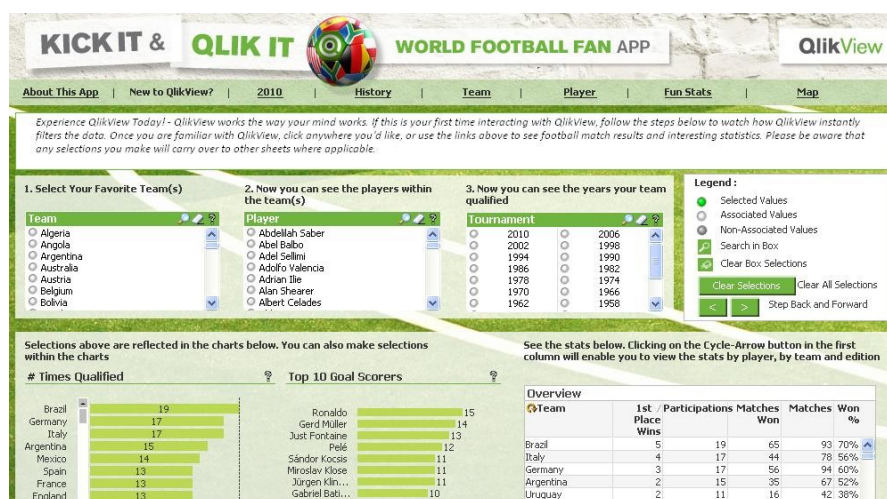 KICK IT & QLIK IT WORLD FOOTBALL FAN APP QlikView
About This App | New to QlikView? | 2010 | History | Team | Player | Fun Stats | Map
Experience QlikView Today! - QlikView works the way your mind works. If this is your first time interacting with QlikView, follow the steps below to watch how QlikView instantly
filters the data. Once you are familiar with QlikView, click anywhere you'd like, or use the links above to see football match results and interesting statistics. Please be aware that
any selections you make will carry over to other sheets where applicable.
1. Select Your Favorite Team(s)
Team
Algeria
Angola
Argentina
Australia
Austria
Belgium
Bolivia
2. Now you can see the players within
the team(s)
Player
Abdelilah Saber
Abel Balbo
Adel Sellimi
Adolfo Valencia
Adrian Ilie
Alan Shearer
Albert Celades
3. Now you can see the years your team
qualified
Tournament
2010 2006
2002 1998
1994 1990
1986 1982
1978 1974
1970 1966
1962 1958
Legend :
Selected Values
Associated Values
Non-Associated Values
Search in Box
Clear Box Selections
Clear Selections Clear All Selections
< > Step Back and Forward
Selections above are reflected in the charts below. You can also make selections
within the charts
# Times Qualified ?
Brazil 19
Germany 17
Italy 17
Argentina 15
Mexico 14
Spain 13
France 13
England 13
Top 10 Goal Scorers ?
Ronaldo 15
Gerd Müller 14
Just Fontaine 13
Pelé 12
Sándor Kocsis 11
Miroslav Klose 11
Jürgen Klin... 11
Gabriel Bati... 10
See the stats below. Clicking on the Cycle-Arrow button in the first
column will enable you to view the stats by player, by team and edition
Overview
Team 1st Place Wins Participations Matches Won Matches Won %
Brazil 5 19 65 93 70%
Italy 4 17 44 78 56%
Germany 3 17 56 94 60%
Argentina 2 15 35 67 52%
Uruguay 2 11 16 42 38%